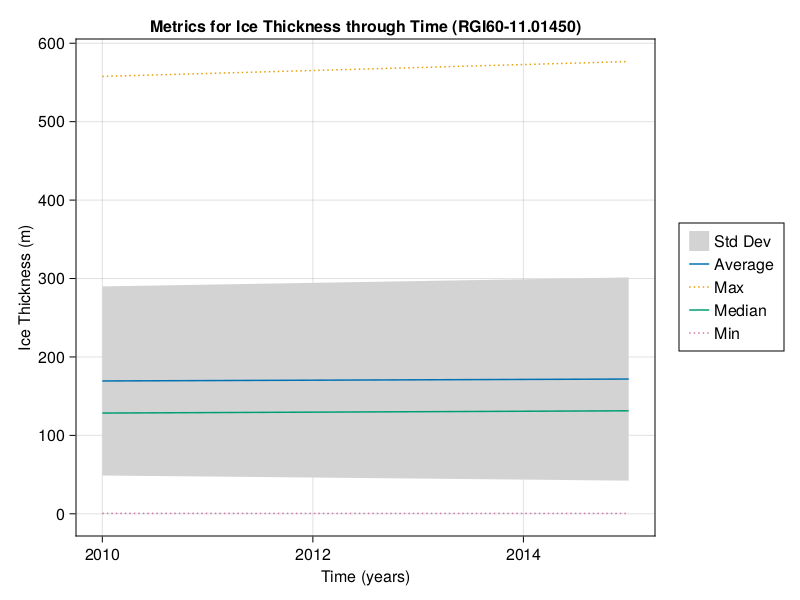 Metrics for Ice Thickness through Time (RGI60-11.01450)
600
500
400
300
200
100
0
Ice Thickness (m)
2010
2012
2014
Time (years)
Std Dev
Average
Max
Median
Min